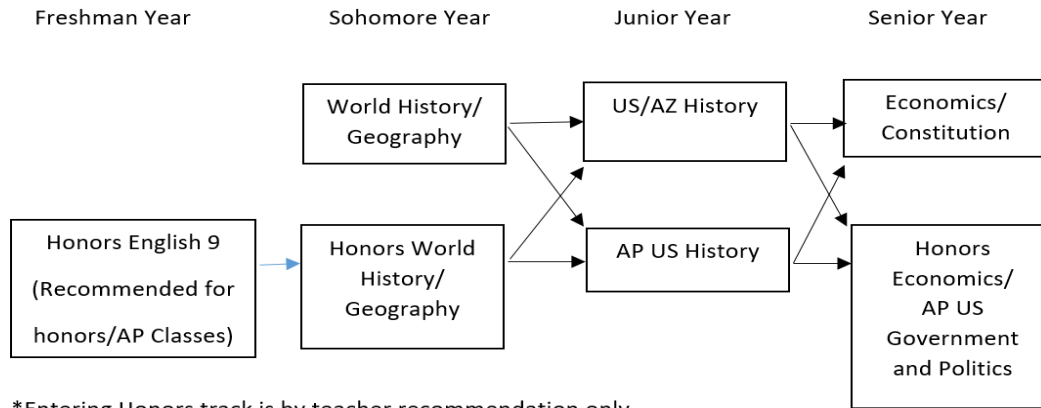 Freshman Year
Sohomore Year
Junior Year
Senior Year
World History/
Geography
US/AZ History
Economics/
Constitution
Honors English 9
(Recommended for
honors/AP Classes)
Honors World
History/
Geography
AP US History
Honors
Economics/
AP US
Government
and Politics
*Entering Honors track is by teacher recommendation only